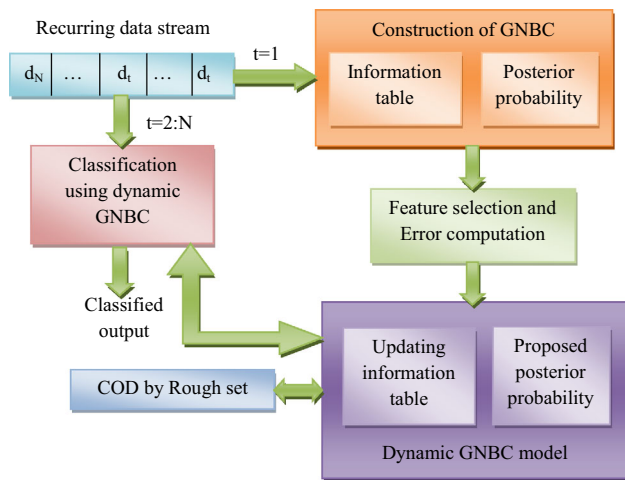 Recurring data stream
d_N … d_t … d_t
t=1
t=2:N
Construction of GNBC
Information
table
Posterior
probability
Classification
using dynamic
GNBC
Feature selection and
Error computation
Classified
output
COD by Rough set
Updating
information
table
Proposed
posterior
probability
Dynamic GNBC model